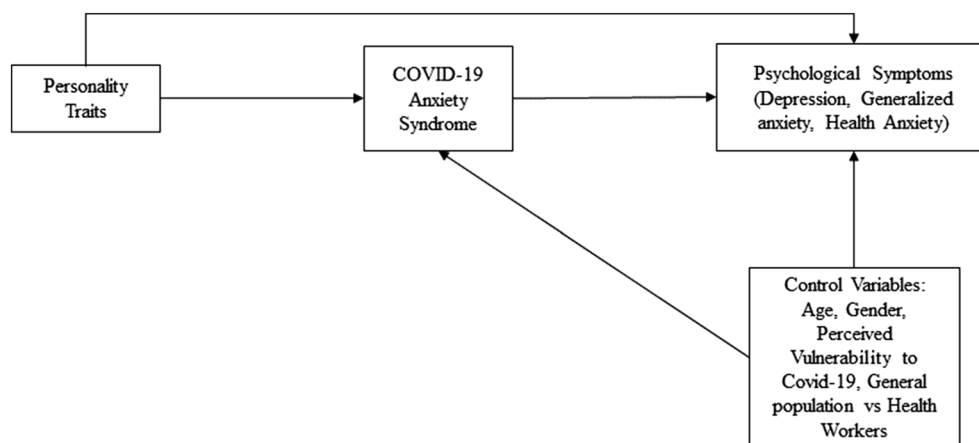 Personality
Traits
COVID-19
Anxiety
Syndrome
Psychological Symptoms
(Depression, Generalized
anxiety, Health Anxiety)
Control Variables:
Age, Gender,
Perceived
Vulnerability to
Covid-19, General
population vs Health
Workers